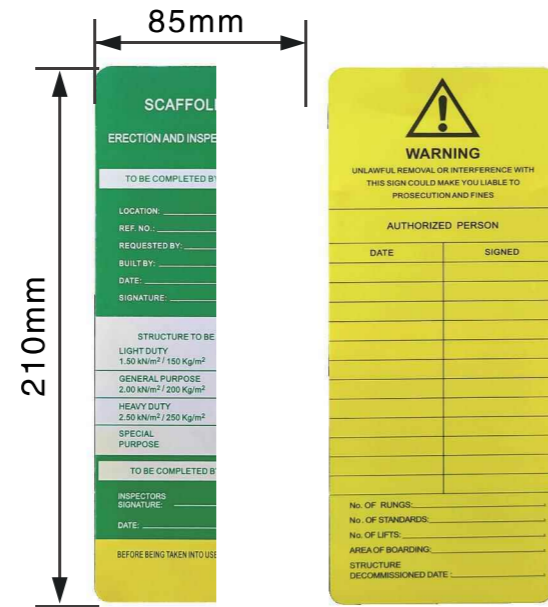 85mm
210mm
SCAFFOL
ERECTION AND INSPE
TO BE COMPLETED BY
LOCATION:
REF. NO.:
REQUESTED BY:
BUILT BY:
DATE:
SIGNATURE:
STRUCTURE TO BE
LIGHT DUTY
1.50 kN/m² / 150 Kg/m²
GENERAL PURPOSE
2.00 kN/m² / 200 Kg/m²
HEAVY DUTY
2.50 kN/m² / 250 Kg/m²
SPECIAL
PURPOSE
TO BE COMPLETED BY
INSPECTORS
SIGNATURE:
DATE:
BEFORE BEING TAKEN INTO USE
WARNING
UNLAWFUL REMOVAL OR INTERFERENCE WITH
THIS SIGN COULD MAKE YOU LIABLE TO
PROSECUTION AND FINES
AUTHORIZED PERSON
DATE SIGNED
No. OF RUNGS:
No. OF STANDARDS:
No. OF LIFTS:
AREA OF BOARDING:
STRUCTURE
DECOMMISSIONED DATE :